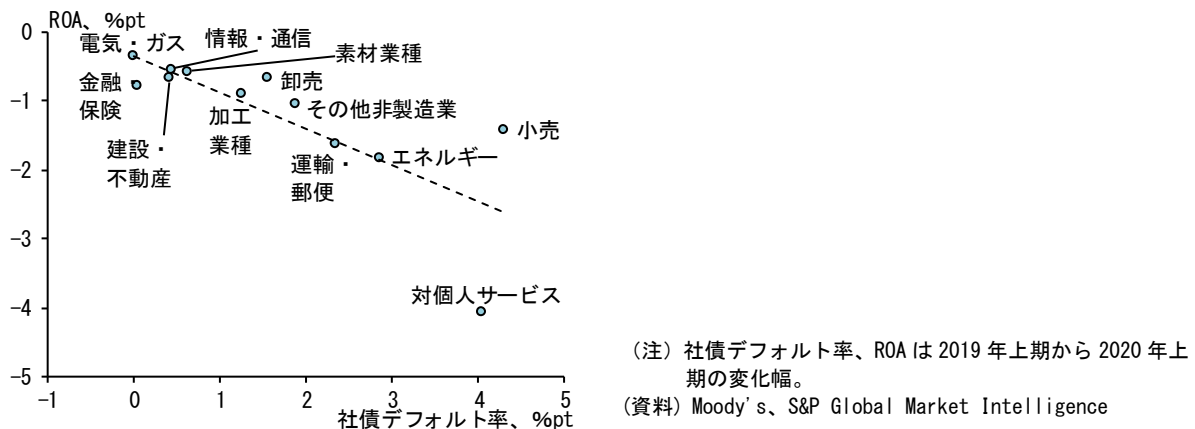 ROA、%pt
0
-1
-2
-3
-4
-5
-1
0
1
2
3
4
5
社債デフォルト率、%pt
電気・ガス
情報・通信
素材業種
金融・
保険
卸売
加工
業種
その他非製造業
小売
建設・
不動産
運輸・
郵便
エネルギー
対個人サービス
（注）社債デフォルト率、ROA は 2019 年上期から 2020 年上
期の変化幅。
（資料）Moody's、S&P Global Market Intelligence